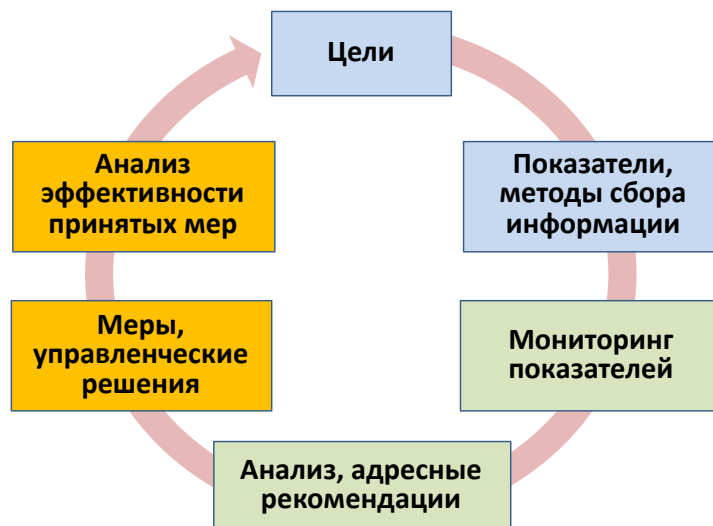 Цели
Показатели,
методы сбора
информации
Мониторинг
показателей
Анализ, адресные
рекомендации
Меры,
управленческие
решения
Анализ
эффективности
принятых мер